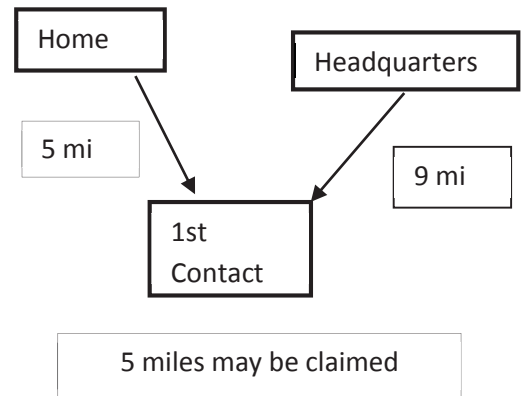 Home
Headquarters
5 mi
9 mi
1st
Contact
5 miles may be claimed